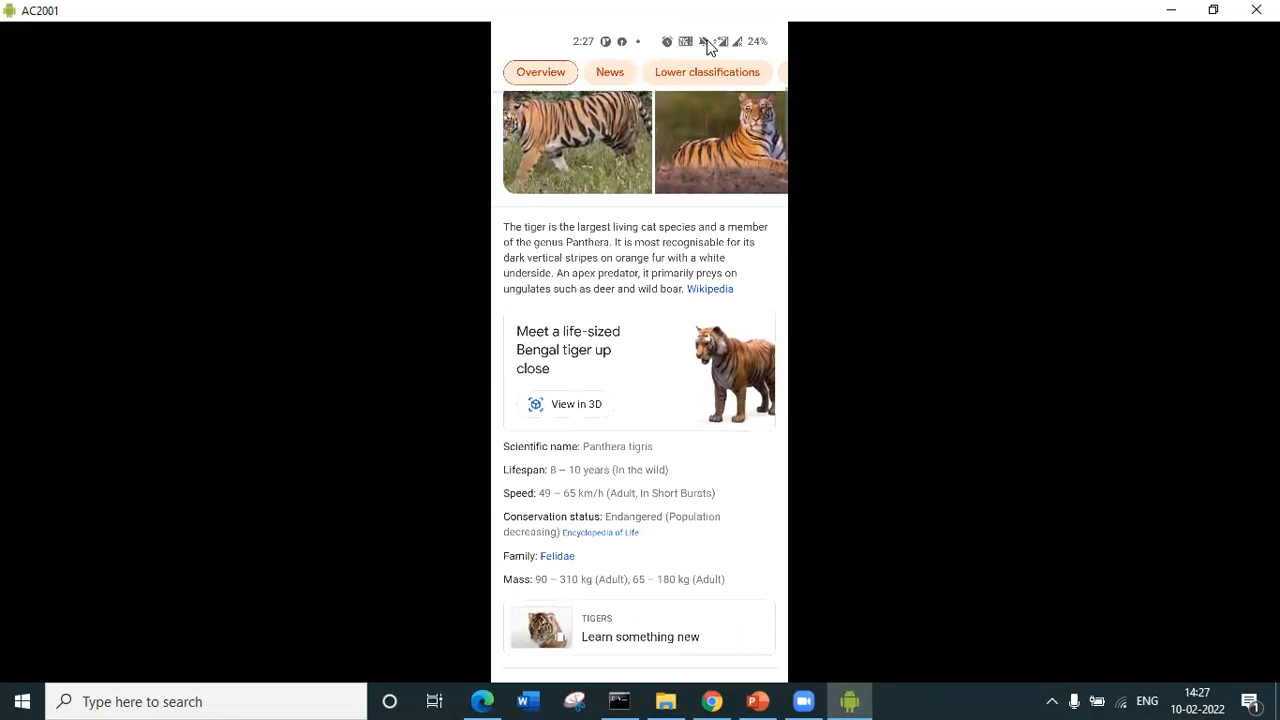 AC2001
2:27
24%
Overview
News
Lower classifications
The tiger is the largest living cat species and a member
of the genus Panthera. It is most recognisable for its
dark vertical stripes on orange fur with a white
underside. An apex predator, it primarily preys on
ungulates such as deer and wild boar. Wikipedia
Meet a life-sized
Bengal tiger up
close
View in 3D
Scientific name: Panthera tigris
Lifespan: 8 – 10 years (In the wild)
Speed: 49 – 65 km/h (Adult, In Short Bursts)
Conservation status: Endangered (Population
decreasing) Encyclopedia of Life
Family: Felidae
Mass: 90 – 310 kg (Adult), 65 – 180 kg (Adult)
TIGERS
Learn something new
Type here to search
ENG
14:27
10-02-2022